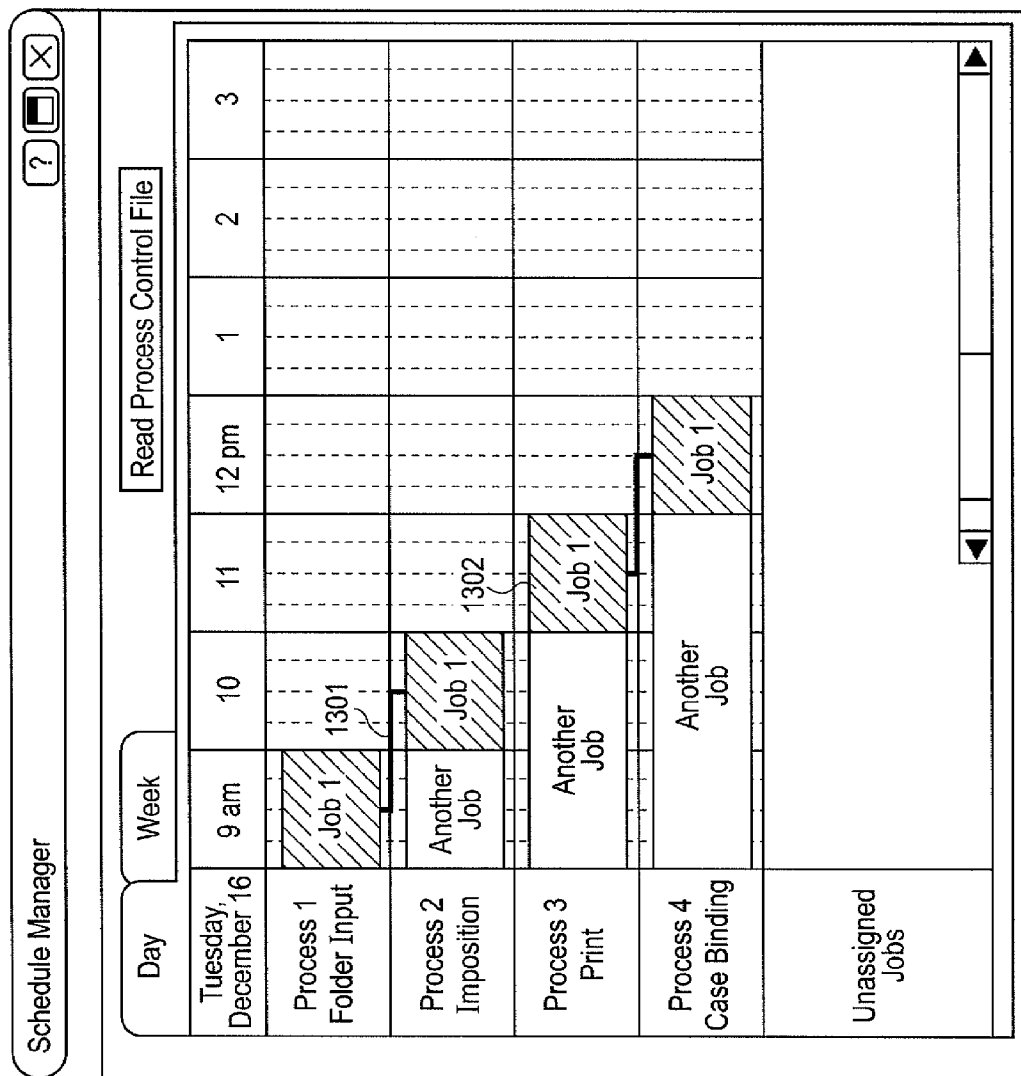 Schedule Manager
?
Day
Week
Read Process Control File
Tuesday,
December 16
9 am
10
11
12 pm
1
2
3
Process 1
Folder Input
Job 1
1301
Process 2
Imposition
Another
Job
Job 1
1302
Process 3
Print
Another
Job
Job 1
Process 4
Case Binding
Another
Job
Job 1
Unassigned
Jobs